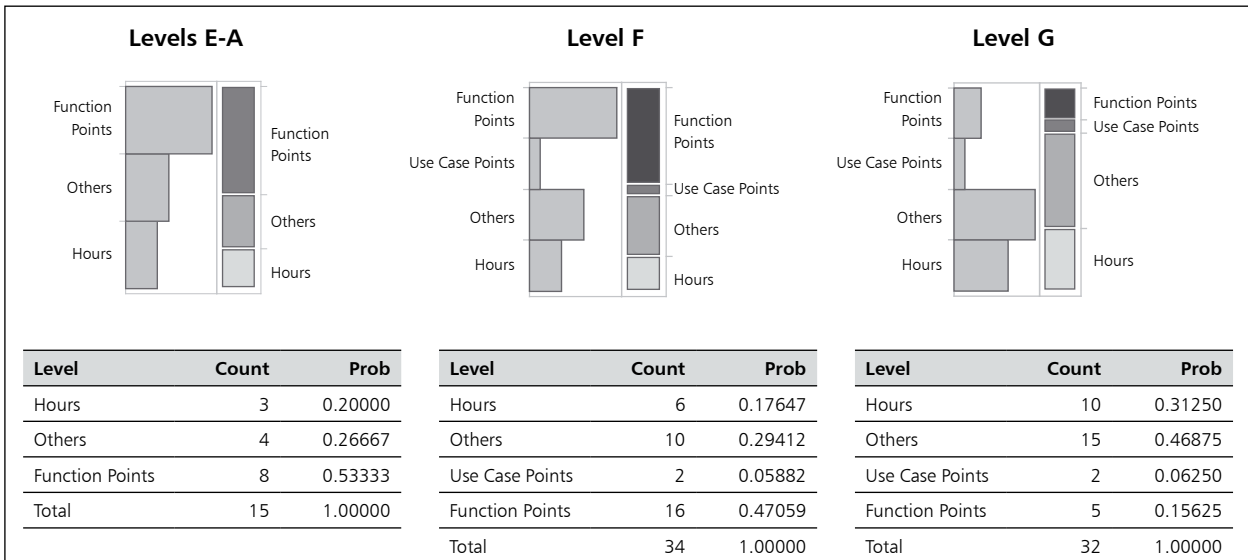 Levels E-A
Function
Points
Others
Hours
Function
Points
Others
Hours
Level Count Prob
Hours 3 0.20000
Others 4 0.26667
Function Points 8 0.53333
Total 15 1.00000
Level F
Function
Points
Use Case Points
Others
Hours
Function
Points
Use Case Points
Others
Hours
Level Count Prob
Hours 6 0.17647
Others 10 0.29412
Use Case Points 2 0.05882
Function Points 16 0.47059
Total 34 1.00000
Level G
Function
Points
Use Case Points
Others
Hours
Function Points
Use Case Points
Others
Hours
Level Count Prob
Hours 10 0.31250
Others 15 0.46875
Use Case Points 2 0.06250
Function Points 5 0.15625
Total 32 1.00000